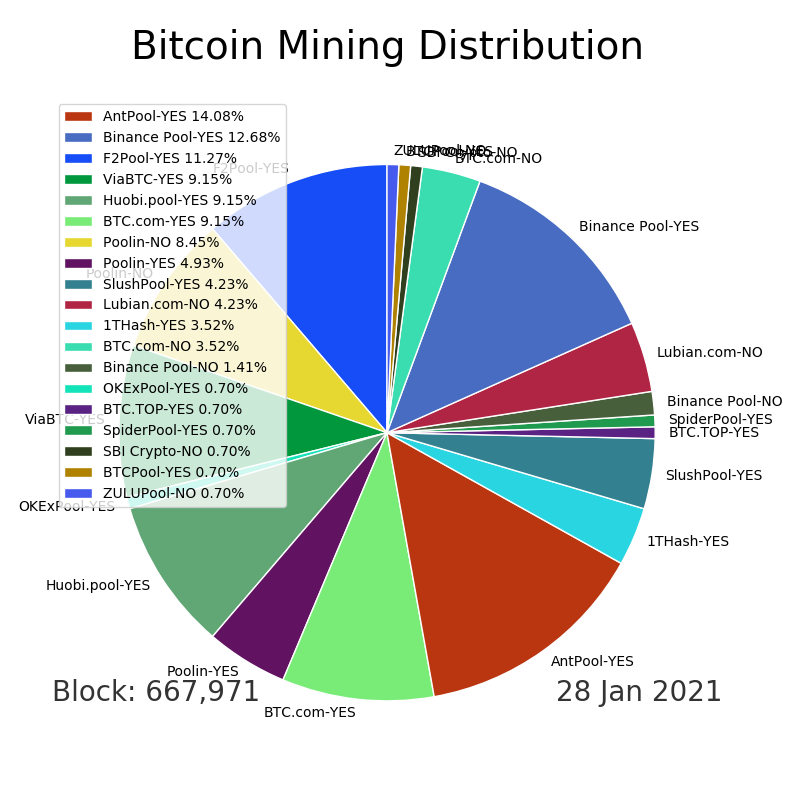 Bitcoin Mining Distribution
AntPool-YES 14.08%
Binance Pool-YES 12.68%
F2Pool-YES 11.27%
ViaBTC-YES 9.15%
Huobi.pool-YES 9.15%
BTC.com-YES 9.15%
Poolin-NO 8.45%
Poolin-YES 4.93%
SlushPool-YES 4.23%
Lubian.com-NO 4.23%
1THash-YES 3.52%
BTC.com-NO 3.52%
Binance Pool-NO 1.41%
OKExPool-YES 0.70%
BTC.TOP-YES 0.70%
SpiderPool-YES 0.70%
SBI Crypto-NO 0.70%
BTCPool-YES 0.70%
ZULUPool-NO 0.70%
ZULUPool-NO
BTC.com-NO
Binance Pool-YES
Lubian.com-NO
Binance Pool-NO
SpiderPool-YES
BTC.TOP-YES
SlushPool-YES
1THash-YES
AntPool-YES
BTC.com-YES
Poolin-YES
Huobi.pool-YES
OKExPool-YES
ViaBTC-YES
Poolin-NO
F2Pool-YES
Block: 667,971
28 Jan 2021